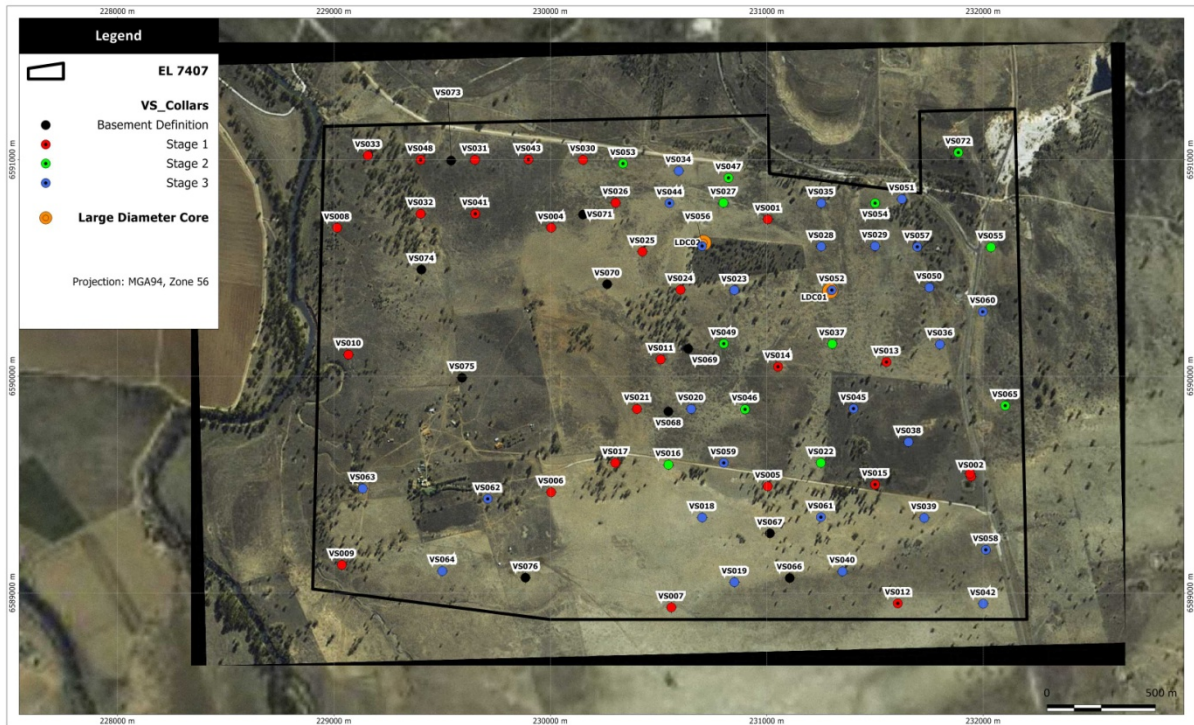 228000 m
229000 m
230000 m
231000 m
232000 m
Legend
EL 7407
VS_Collars
Basement Definition
Stage 1
Stage 2
Stage 3
Large Diameter Core
Projection: MGA94, Zone 56
6591000 m
6590000 m
6589000 m
6591000 m
6590000 m
6589000 m
VS073
VS033
VS048
VS031
VS043
VS030
VS053
VS034
VS047
VS072
VS008
VS032
VS041
VS004
VS071
VS026
VS044
VS027
VS001
VS035
VS054
VS051
VS056
LDC02
VS025
VS028
VS029
VS057
VS055
VS074
VS070
VS024
VS023
VS052
LDC01
VS050
VS060
VS010
VS075
VS011
VS069
VS049
VS014
VS037
VS013
VS036
VS021
VS068
VS020
VS046
VS045
VS065
VS038
VS063
VS062
VS006
VS017
VS016
VS059
VS005
VS022
VS015
VS002
VS018
VS067
VS061
VS039
VS009
VS064
VS076
VS007
VS019
VS066
VS040
VS012
VS058
VS042
0
500 m
228000 m
229000 m
230000 m
231000 m
232000 m